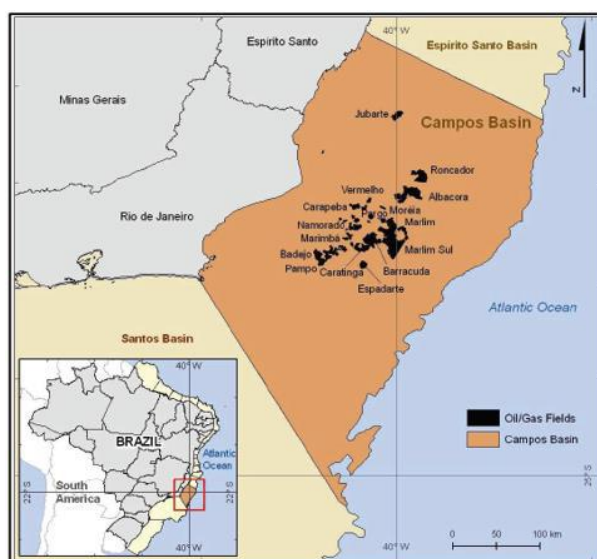 Espirito Santo
Espirito Santo Basin
Minas Gerais
N
Jubarte
Campos Basin
Roncador
Vermelho
Albacora
Carapeba
Moréia
Pargo
Rio de Janeiro
Namorado
Marlim
Marimbá
Badejo
Marlim Sul
Pampo
Caratinga
Barracuda
Espadarte
Atlantic Ocean
Santos Basin
40° W
BRAZIL
Atlantic
Ocean
South
America
22°S
22°S
40° W
Oil/Gas Fields
Campos Basin
40° W
0
50
100 km